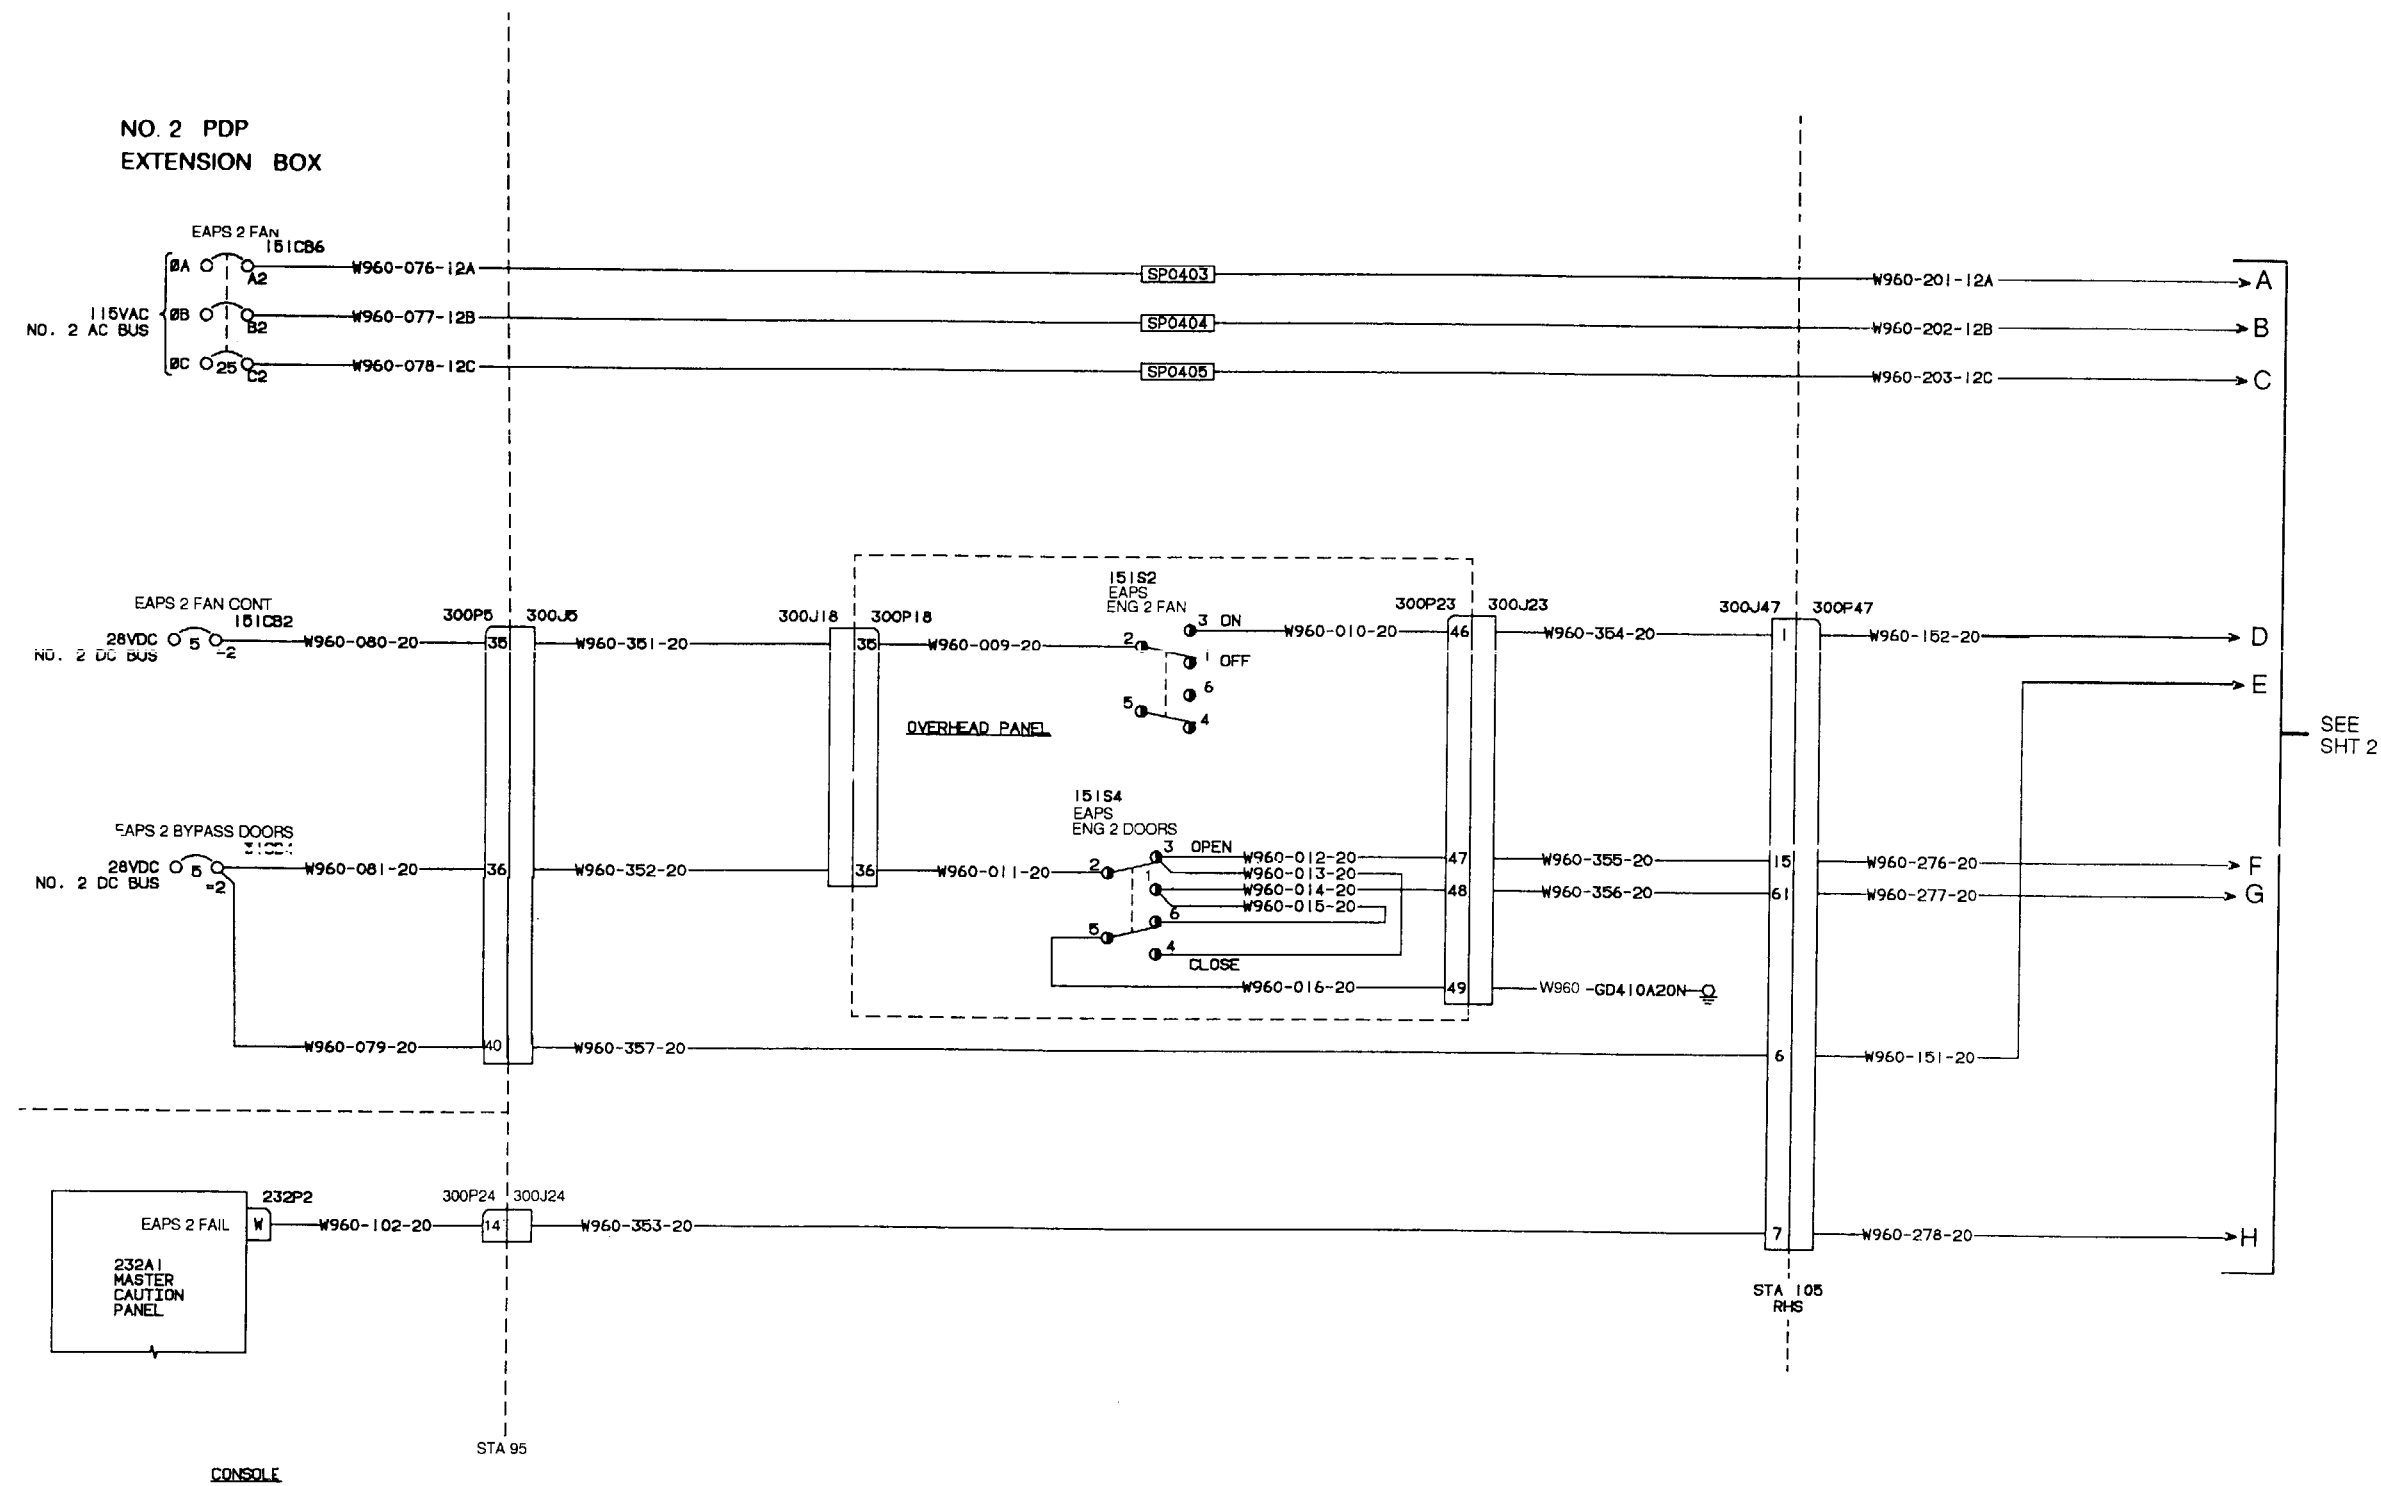 NO. 2 PDP
EXTENSION BOX
EAPS 2 FAN
151CB6
ØA
A2
W960-076-12A
SP0403
W960-201-12A
A
115VAC
NO. 2 AC BUS
ØB
B2
W960-077-12B
SP0404
W960-202-12B
B
ØC
25
C2
W960-078-12C
SP0405
W960-203-12C
C
EAPS 2 FAN CONT
151CB2
28VDC
NO. 2 DC BUS
5
W960-080-20
300P5
300J5
35
W960-351-20
300J18
300P18
35
W960-009-20
151S2
EAPS
ENG 2 FAN
2
3 ON
1 OFF
6
5
4
W960-010-20
300P23
300J23
46
W960-354-20
300J47
300P47
1
W960-152-20
D
E
OVERHEAD PANEL
SEE
SHT 2
EAPS 2 BYPASS DOORS
28VDC
NO. 2 DC BUS
5
=2
W960-081-20
36
W960-352-20
36
W960-011-20
151S4
EAPS
ENG 2 DOORS
2
3 OPEN
1
6
5
4
CLOSE
W960-012-20
W960-013-20
W960-014-20
W960-015-20
47
48
W960-355-20
W960-356-20
15
61
W960-276-20
W960-277-20
F
G
W960-016-20
49
W960 -GD410A20N
W960-079-20
40
W960-357-20
6
W960-151-20
232P2
300P24
300J24
EAPS 2 FAIL
W
W960-102-20
14
W960-353-20
7
W960-278-20
H
232A1
MASTER
CAUTION
PANEL
STA 105
RHS
STA 95
CONSOLE